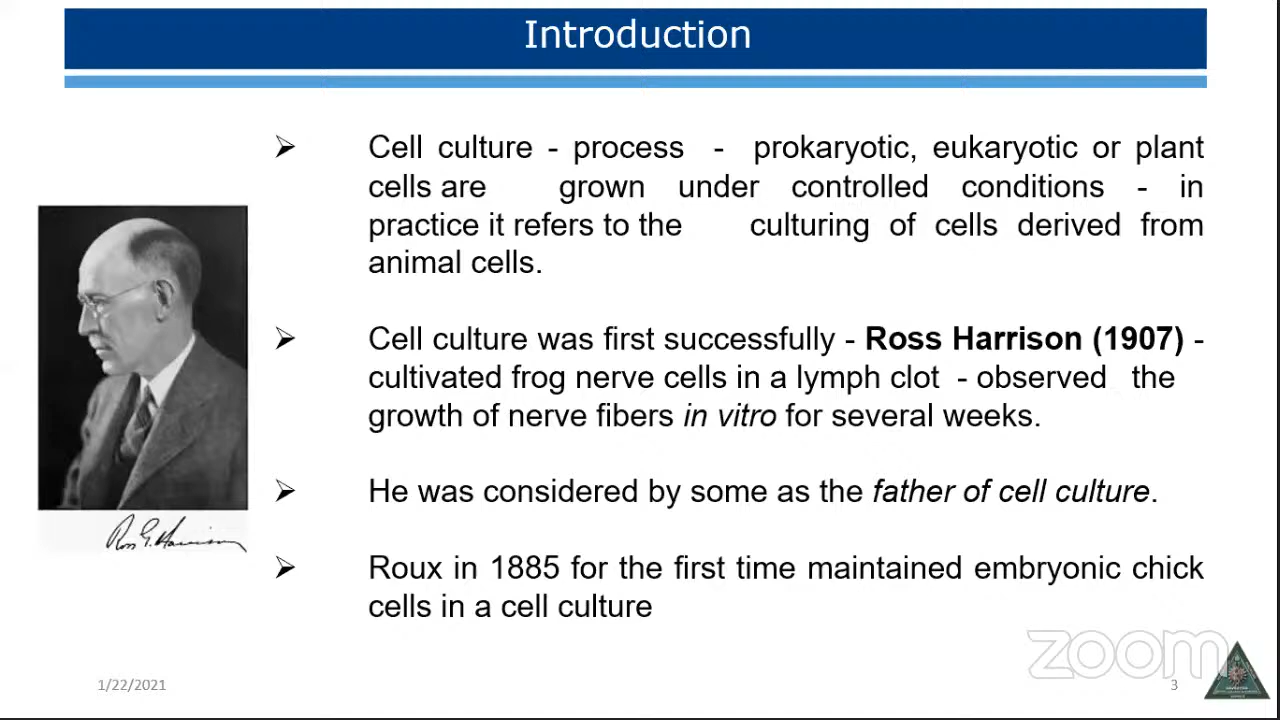 Introduction
➢ Cell culture - process - prokaryotic, eukaryotic or plant
cells are grown under controlled conditions - in
practice it refers to the culturing of cells derived from
animal cells.
➢ Cell culture was first successfully - Ross Harrison (1907) -
cultivated frog nerve cells in a lymph clot - observed the
growth of nerve fibers in vitro for several weeks.
➢ He was considered by some as the father of cell culture.
Ross G. Harrison
➢ Roux in 1885 for the first time maintained embryonic chick
cells in a cell culture
zoom
1/22/2021
3